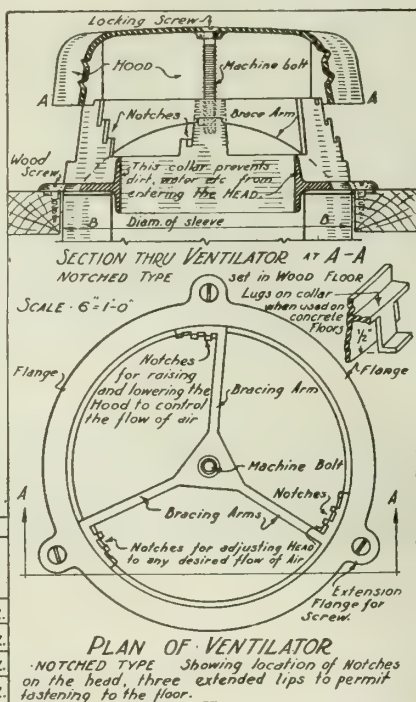 Locking Screw
HOOD
Machine bolt
A
A
Notches
Brace Arm
Wood
Screw
This collar prevents
dirt, water etc from
entering the HEAD.
B
Diam. of sleeve
B
SECTION THRU VENTILATOR AT A-A
NOTCHED TYPE set in WOOD FLOOR
SCALE · 6" = 1'-0"
Lugs on collar
when used on
concrete
Floors
1/2"
Flange
Notches
for raising
and lowering the
Hood to control
the flow of air
Flange
Bracing
Arm
Machine Bolt
A
Notches
A
Bracing Arms
Notches for adjusting HEAD
to any desired flow of Air
Extension
Flange for
Screw.
PLAN OF VENTILATOR
·NOTCHED TYPE Showing location of Notches
on the head, three extended lips to permit
fastening to the floor.